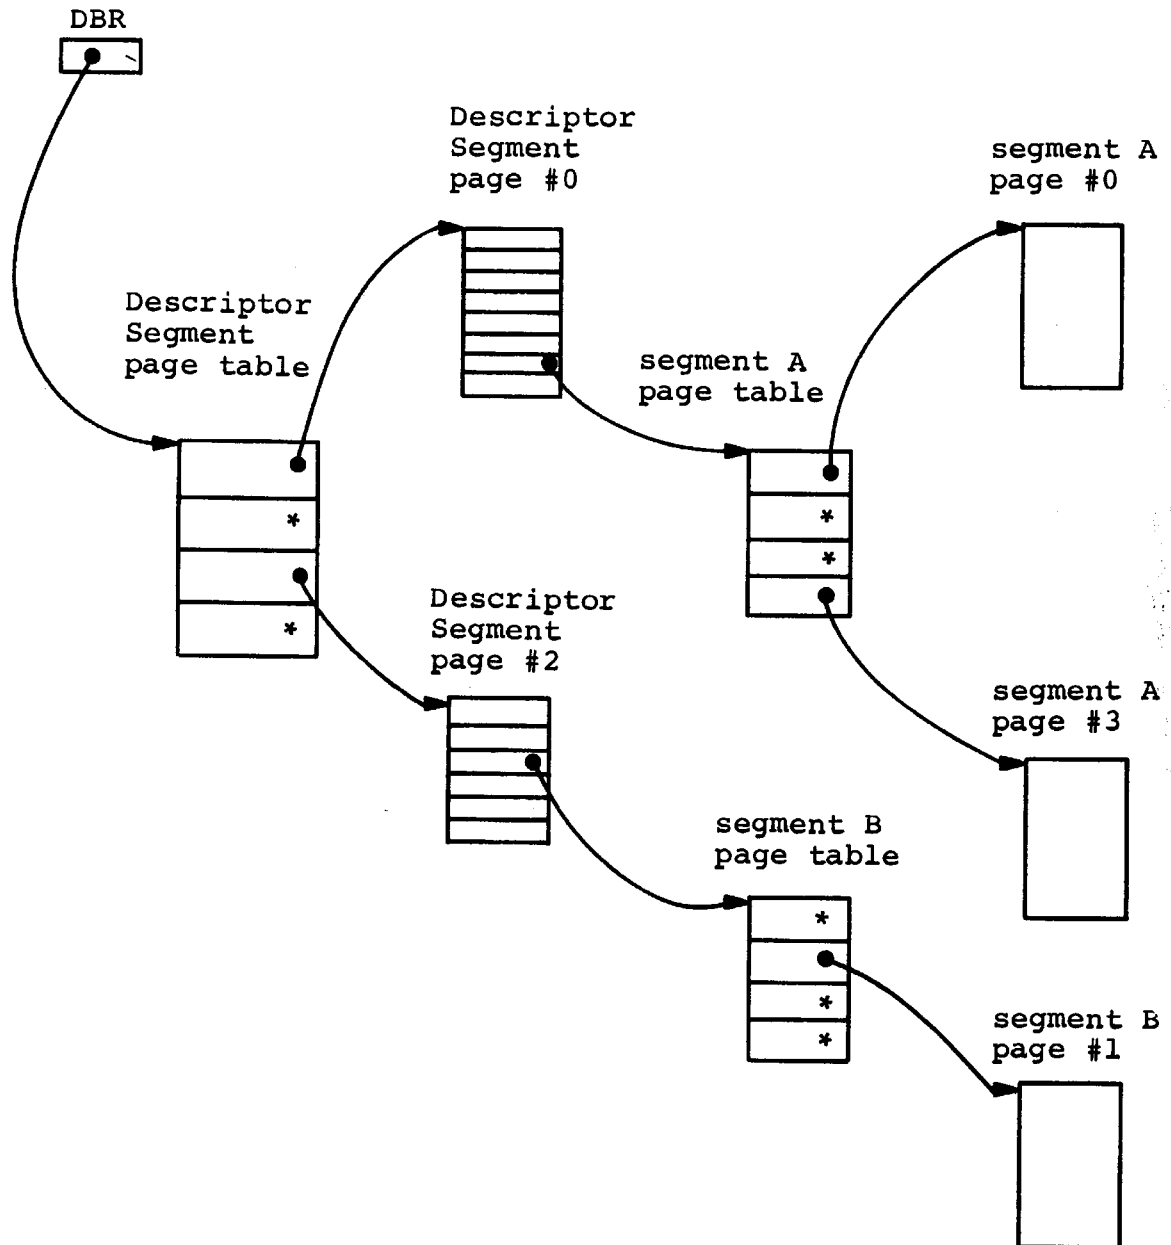 DBR
Descriptor
Segment
page #0
segment A
page #0
Descriptor
Segment
page table
segment A
page table
*
*
*
*
Descriptor
Segment
page #2
segment A
page #3
segment B
page table
*
*
*
segment B
page #1